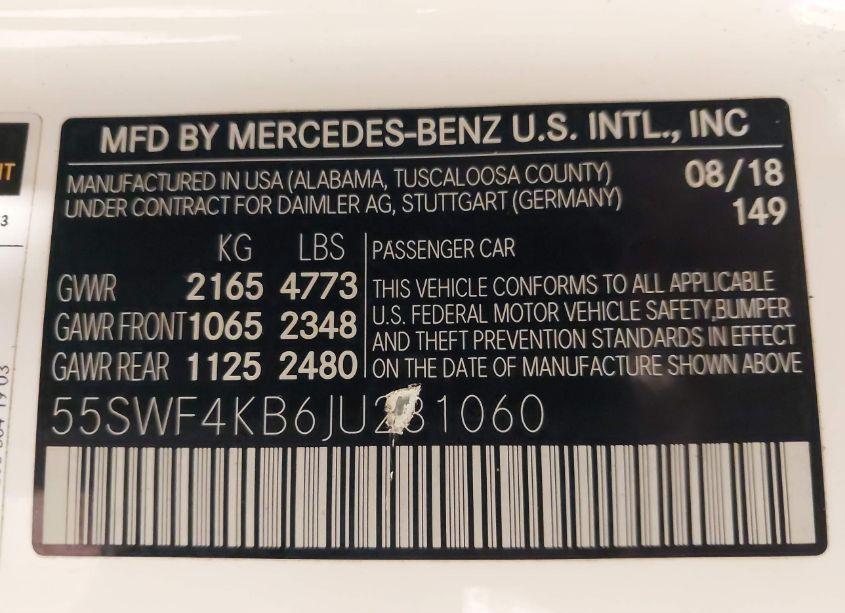 MFD BY MERCEDES-BENZ U.S. INTL., INC
MANUFACTURED IN USA (ALABAMA, TUSCALOOSA COUNTY) 08/18
UNDER CONTRACT FOR DAIMLER AG, STUTTGART (GERMANY) 149
KG LBS PASSENGER CAR
GVWR 2165 4773 THIS VEHICLE CONFORMS TO ALL APPLICABLE
GAWR FRONT 1065 2348 U.S. FEDERAL MOTOR VEHICLE SAFETY,BUMPER
AND THEFT PREVENTION STANDARDS IN EFFECT
GAWR REAR 1125 2480 ON THE DATE OF MANUFACTURE SHOWN ABOVE
55SWF4KB6JU281060
3